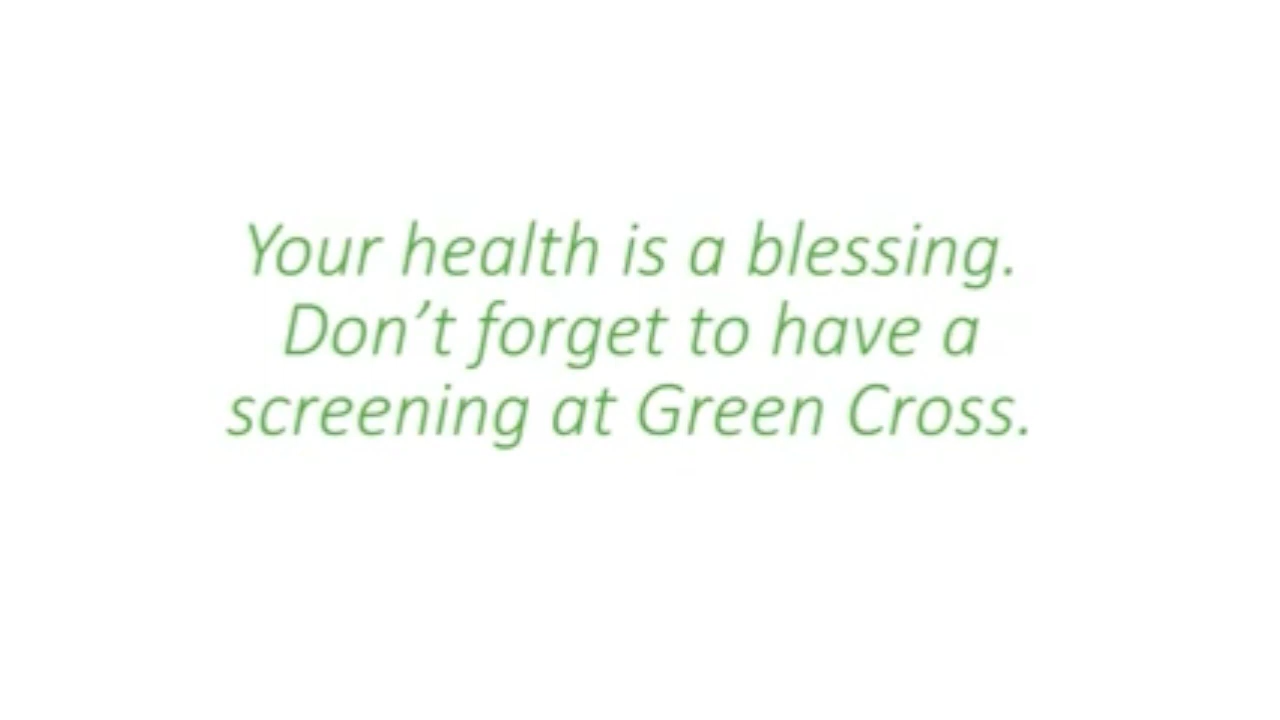 Your health is a blessing.
Don’t forget to have a
screening at Green Cross.